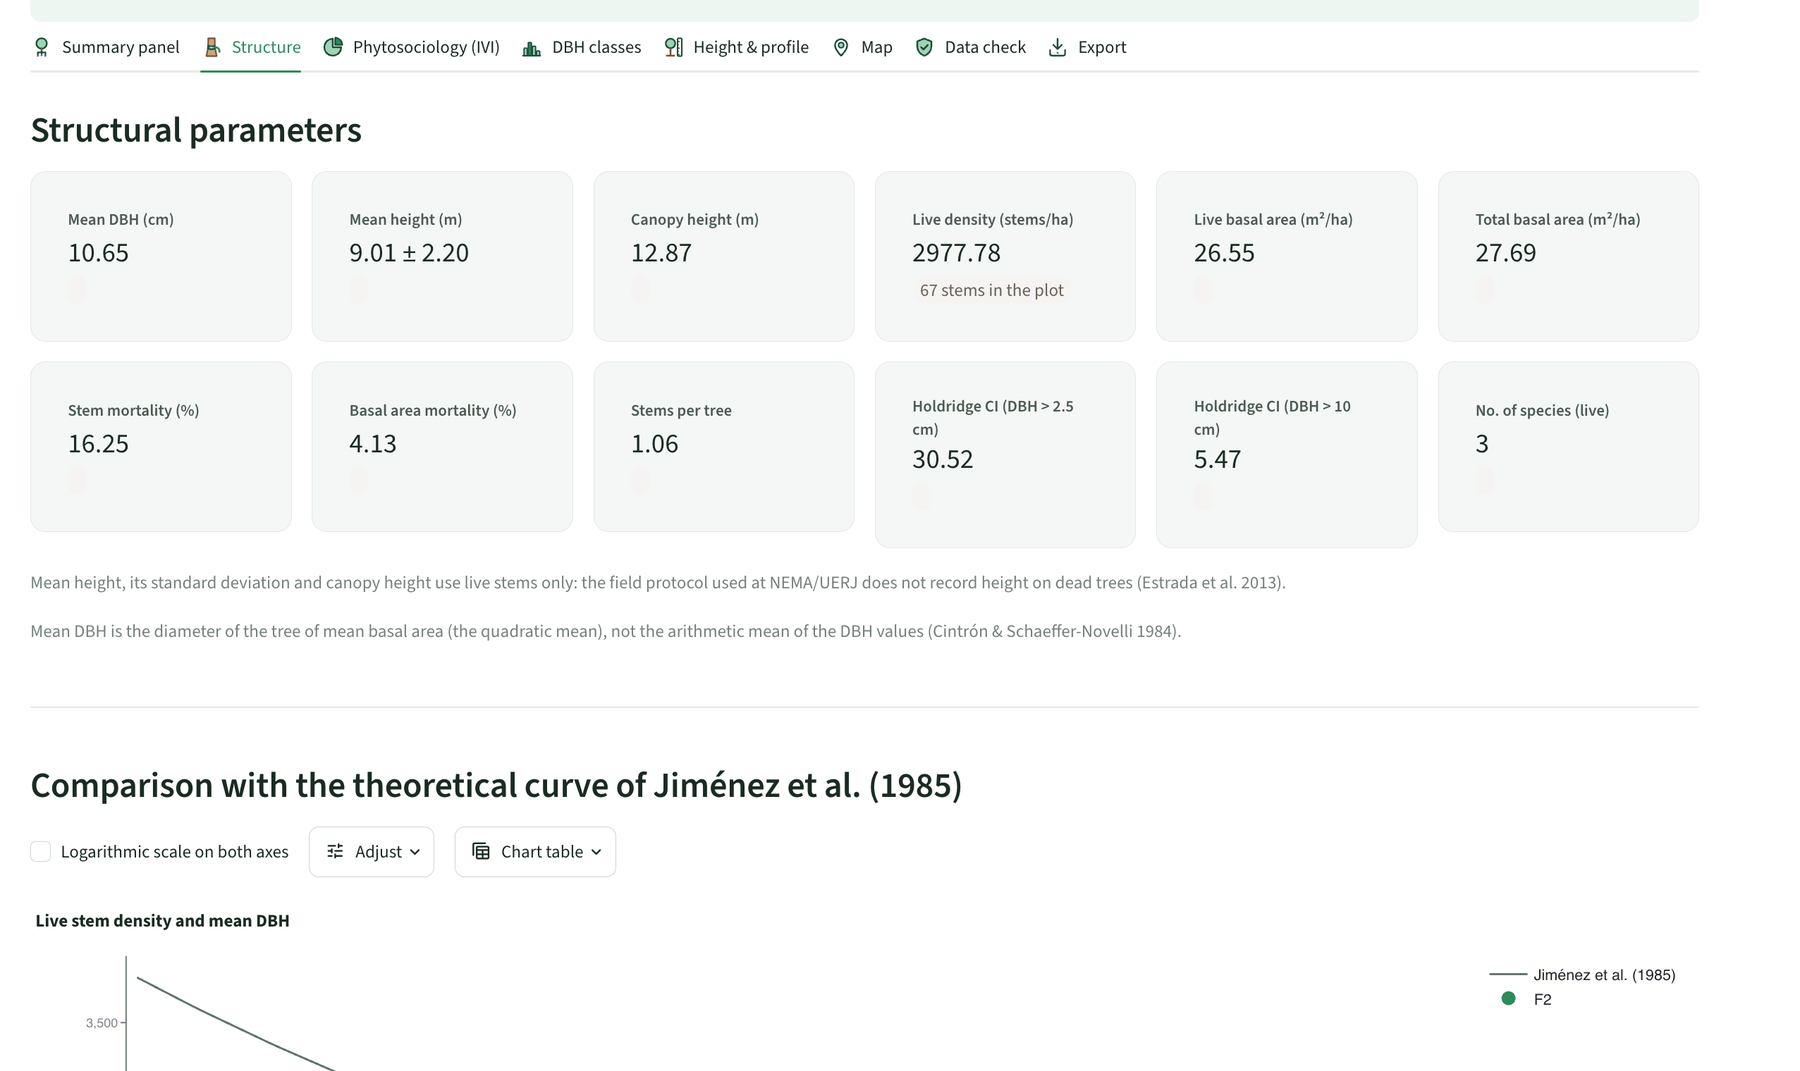 Summary panel
Structure
Phytosociology (IVI)
DBH classes
Height & profile
Map
Data check
Export
Structural parameters
Mean DBH (cm)
10.65
Mean height (m)
9.01 ± 2.20
Canopy height (m)
12.87
Live density (stems/ha)
2977.78
67 stems in the plot
Live basal area (m²/ha)
26.55
Total basal area (m²/ha)
27.69
Stem mortality (%)
16.25
Basal area mortality (%)
4.13
Stems per tree
1.06
Holdridge CI (DBH > 2.5
cm)
30.52
Holdridge CI (DBH > 10
cm)
5.47
No. of species (live)
3
Mean height, its standard deviation and canopy height use live stems only: the field protocol used at NEMA/UERJ does not record height on dead trees (Estrada et al. 2013).
Mean DBH is the diameter of the tree of mean basal area (the quadratic mean), not the arithmetic mean of the DBH values (Cintrón & Schaeffer-Novelli 1984).
Comparison with the theoretical curve of Jiménez et al. (1985)
Logarithmic scale on both axes
Adjust
Chart table
Live stem density and mean DBH
Jiménez et al. (1985)
F2
3,500